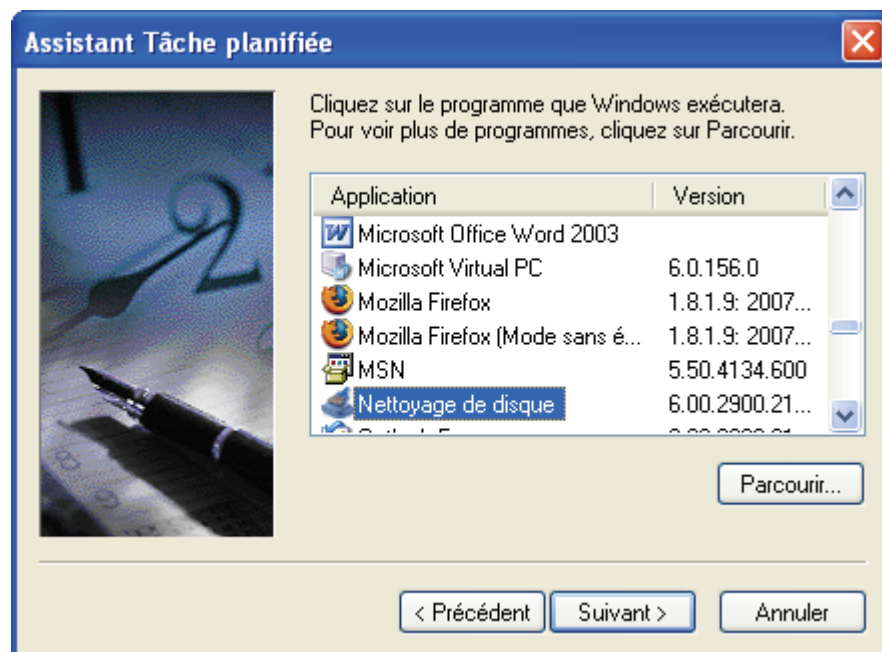 Assistant Tâche planifiée
Cliquez sur le programme que Windows exécutera.
Pour voir plus de programmes, cliquez sur Parcourir.
Application Version
Microsoft Office Word 2003
Microsoft Virtual PC 6.0.156.0
Mozilla Firefox 1.8.1.9: 2007...
Mozilla Firefox (Mode sans é... 1.8.1.9: 2007...
MSN 5.50.4134.600
Nettoyage de disque 6.00.2900.21...
Parcourir...
< Précédent Suivant > Annuler